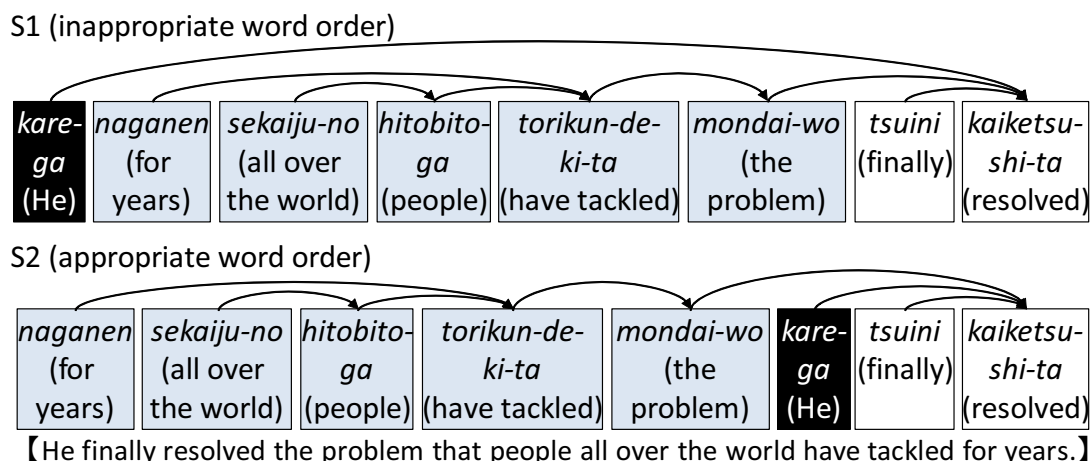 S1 (inappropriate word order)
kare- naganen sekaiju-no hitobito- torikun-de- mondai-wo tsuini kaiketsu-
ga (for (all over ga ki-ta (the (finally) shi-ta
(He) years) the world) (people) (have tackled) problem) (resolved)
S2 (appropriate word order)
naganen sekaiju-no hitobito- torikun-de- mondai-wo kare- tsuini kaiketsu-
(for (all over ga ki-ta (the ga (finally) shi-ta
years) the world) (people) (have tackled) problem) (He) (resolved)
【He finally resolved the problem that people all over the world have tackled for years.】